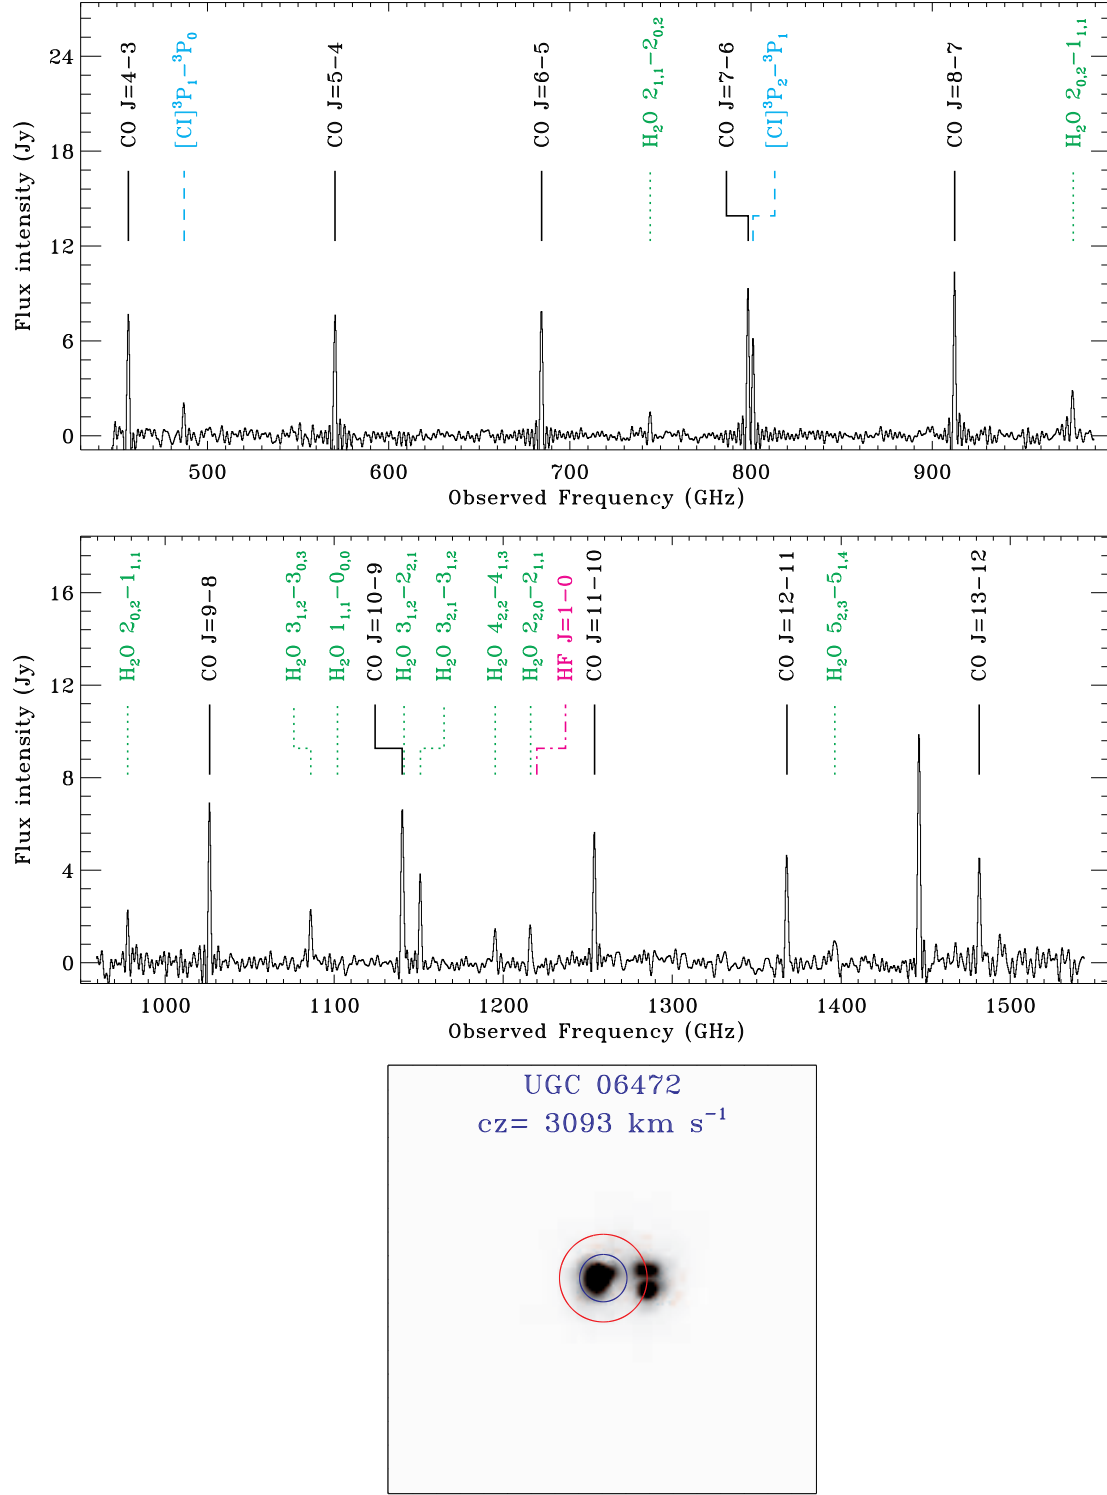 CO J=4−3
[CI]³P₁−³P₀
CO J=5−4
CO J=6−5
H₂O 2₁,₁−2₀,₂
CO J=7−6
[CI]³P₂−³P₁
CO J=8−7
H₂O 2₀,₂−1₁,₁
Flux intensity (Jy)
24
18
12
6
0
500 600 700 800 900
Observed Frequency (GHz)
H₂O 2₀,₂−1₁,₁
CO J=9−8
H₂O 3₁,₂−3₀,₃
H₂O 1₁,₁−0₀,₀
CO J=10−9
H₂O 3₁,₂−2₂,₁
H₂O 3₂,₁−3₁,₂
H₂O 4₂,₂−4₁,₃
H₂O 2₂,₀−2₁,₁
HF J=1−0
CO J=11−10
CO J=12−11
H₂O 5₂,₃−5₁,₄
CO J=13−12
Flux intensity (Jy)
16
12
8
4
0
1000 1100 1200 1300 1400 1500
Observed Frequency (GHz)
UGC 06472
cz= 3093 km s⁻¹